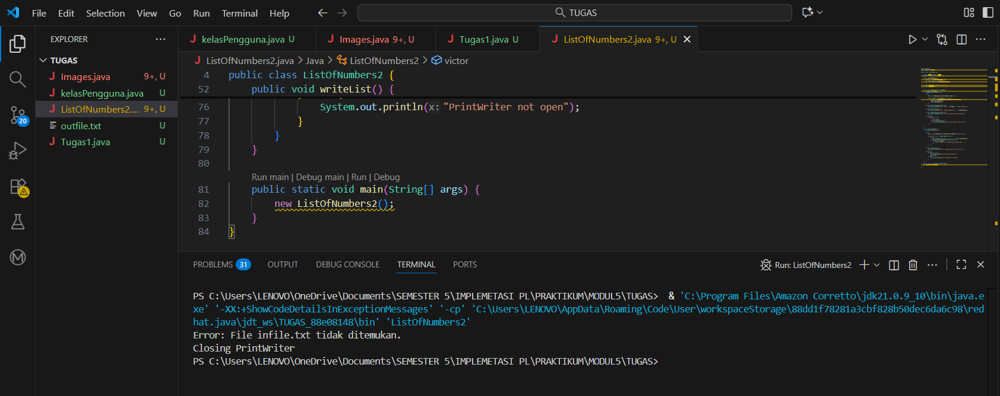 File Edit Selection View Go Run Terminal Help
TUGAS
EXPLORER
TUGAS
Images.java 9+, U
kelasPengguna.java U
ListOfNumbers2.... 9+, U
outfile.txt U
Tugas1.java U
20
kelasPengguna.java U
Images.java 9+, U
Tugas1.java U
ListOfNumbers2.java 9+, U
ListOfNumbers2.java > Java > ListOfNumbers2 > victor
4 public class ListOfNumbers2 {
52 public void writeList() {
76 System.out.println(x: "PrintWriter not open");
77 }
78 }
79 }
80
Run main | Debug main | Run | Debug
81 public static void main(String[] args) {
82 new ListOfNumbers2();
83 }
84 }
PROBLEMS 31 OUTPUT DEBUG CONSOLE TERMINAL PORTS
Run: ListOfNumbers2
PS C:\Users\LENOVO\OneDrive\Documents\SEMESTER 5\IMPLEMETASI PL\PRAKTIKUM\MODUL5\TUGAS> & 'C:\Program Files\Amazon Corretto\jdk21.0.9_10\bin\java.e
xe' '-XX:+ShowCodeDetailsInExceptionMessages' '-cp' 'C:\Users\LENOVO\AppData\Roaming\Code\User\workspaceStorage\88dd1f78281a3cbf828b50dec6da6c98\red
hat.java\jdt_ws\TUGAS_88e08148\bin' 'ListOfNumbers2'
Error: File infile.txt tidak ditemukan.
Closing PrintWriter
PS C:\Users\LENOVO\OneDrive\Documents\SEMESTER 5\IMPLEMETASI PL\PRAKTIKUM\MODUL5\TUGAS>